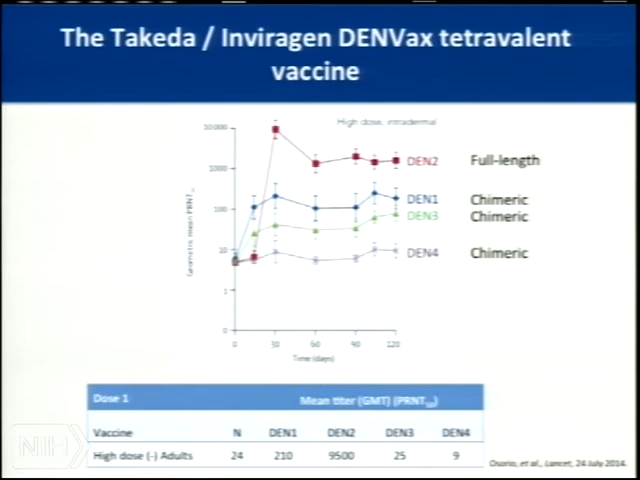 The Takeda / Inviragen DENVax tetravalent
vaccine
High dose, intradermal
10000
1000
100
10
1
0
Geometric mean PRNT
0 30 60 90 120
Time (days)
DEN2 Full-length
DEN1 Chimeric
DEN3 Chimeric
DEN4 Chimeric
Dose 1 Mean titer (GMT) (PRNT50)
Vaccine N DEN1 DEN2 DEN3 DEN4
High dose (-) Adults 24 210 9500 25 9
NIH
Osorio, et al., Lancet, 24 July 2014.